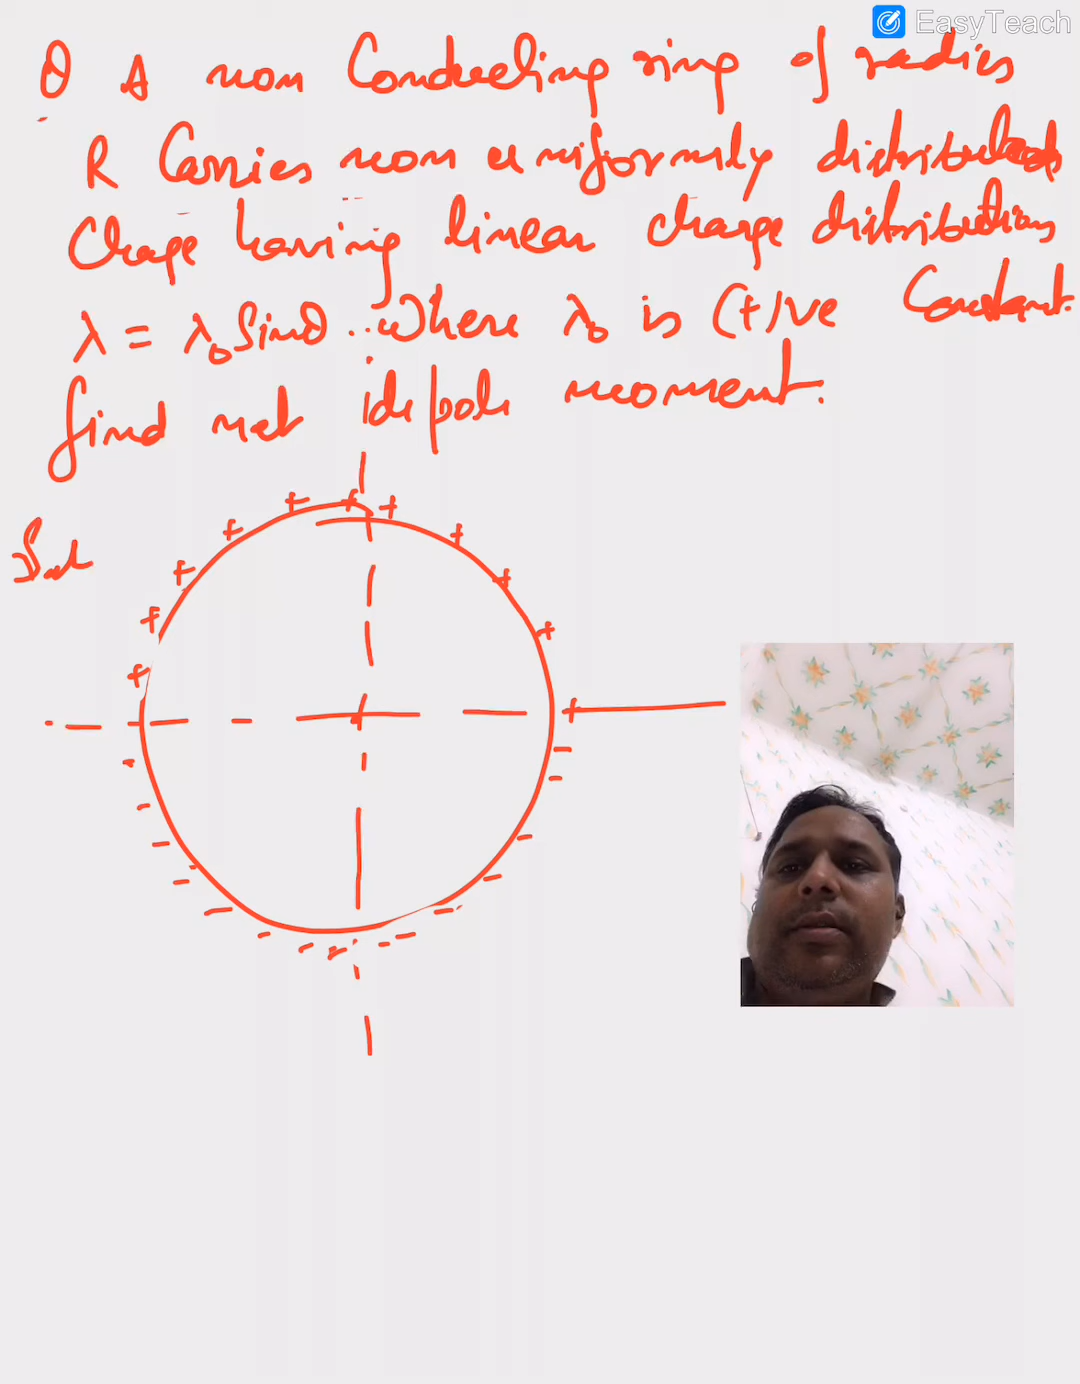 EasyTeach
Q A non Conducting ring of radius
R Carries non uniformly distributed
Charge having linear charge distribution
λ = λ₀ Sinθ . . where λ₀ is (+)ve Constant.
find net dipole moment.
Sol